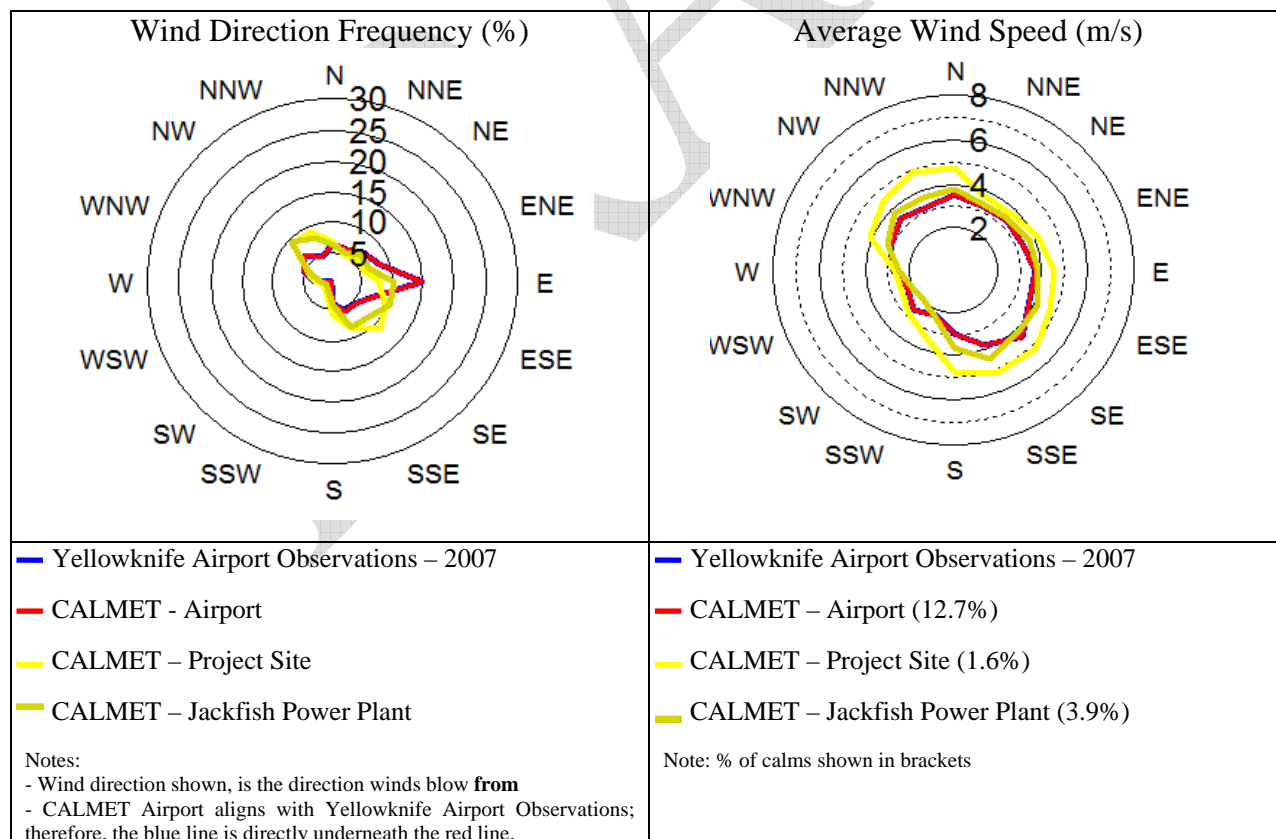 Wind Direction Frequency (%)
N
NNW
NNE
30
NW
25
NE
20
15
WNW
10
ENE
5
W
E
WSW
ESE
SW
SE
SSW
SSE
S
Average Wind Speed (m/s)
N
NNW
8
NNE
NW
NE
6
WNW
4
ENE
2
W
E
WSW
ESE
SW
SE
SSW
SSE
S
Yellowknife Airport Observations – 2007
CALMET - Airport
CALMET – Project Site
CALMET – Jackfish Power Plant
Notes:
- Wind direction shown, is the direction winds blow from
- CALMET Airport aligns with Yellowknife Airport Observations;
therefore, the blue line is directly underneath the red line.
Yellowknife Airport Observations – 2007
CALMET – Airport (12.7%)
CALMET – Project Site (1.6%)
CALMET – Jackfish Power Plant (3.9%)
Note: % of calms shown in brackets